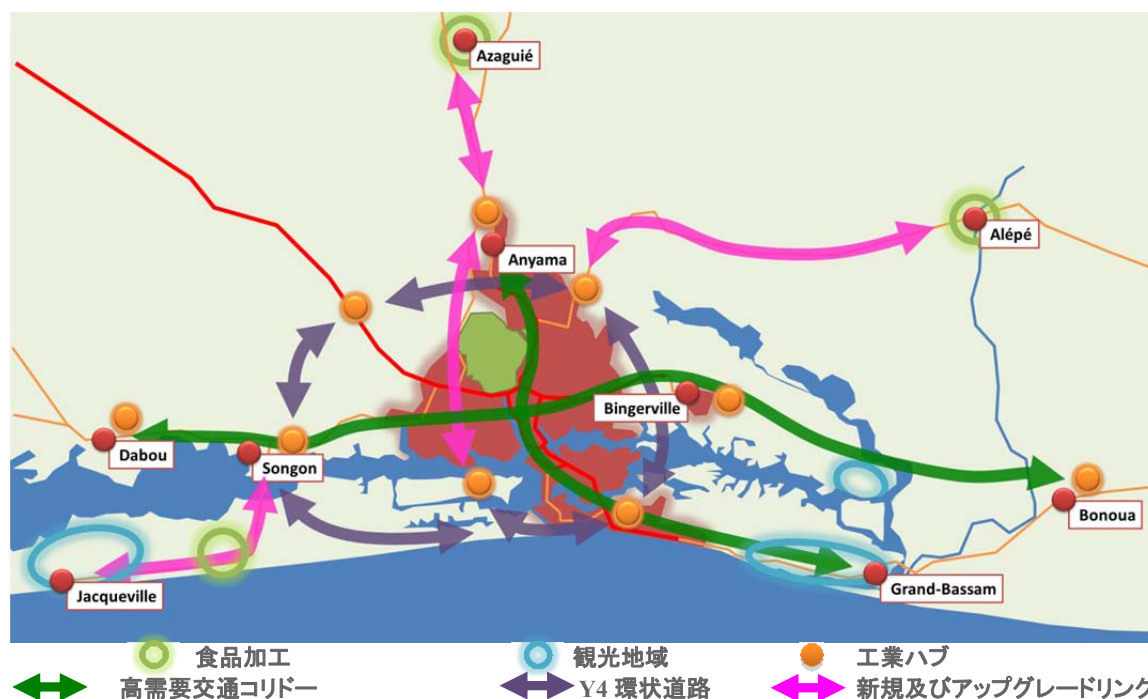 Azaguié
Alépé
Anyama
Bingerville
Dabou
Songon
Bonoua
Jacqueville
Grand-Bassam
食品加工 観光地域 工業ハブ
高需要交通コリドー Y4 環状道路 新規及びアップグレードリング